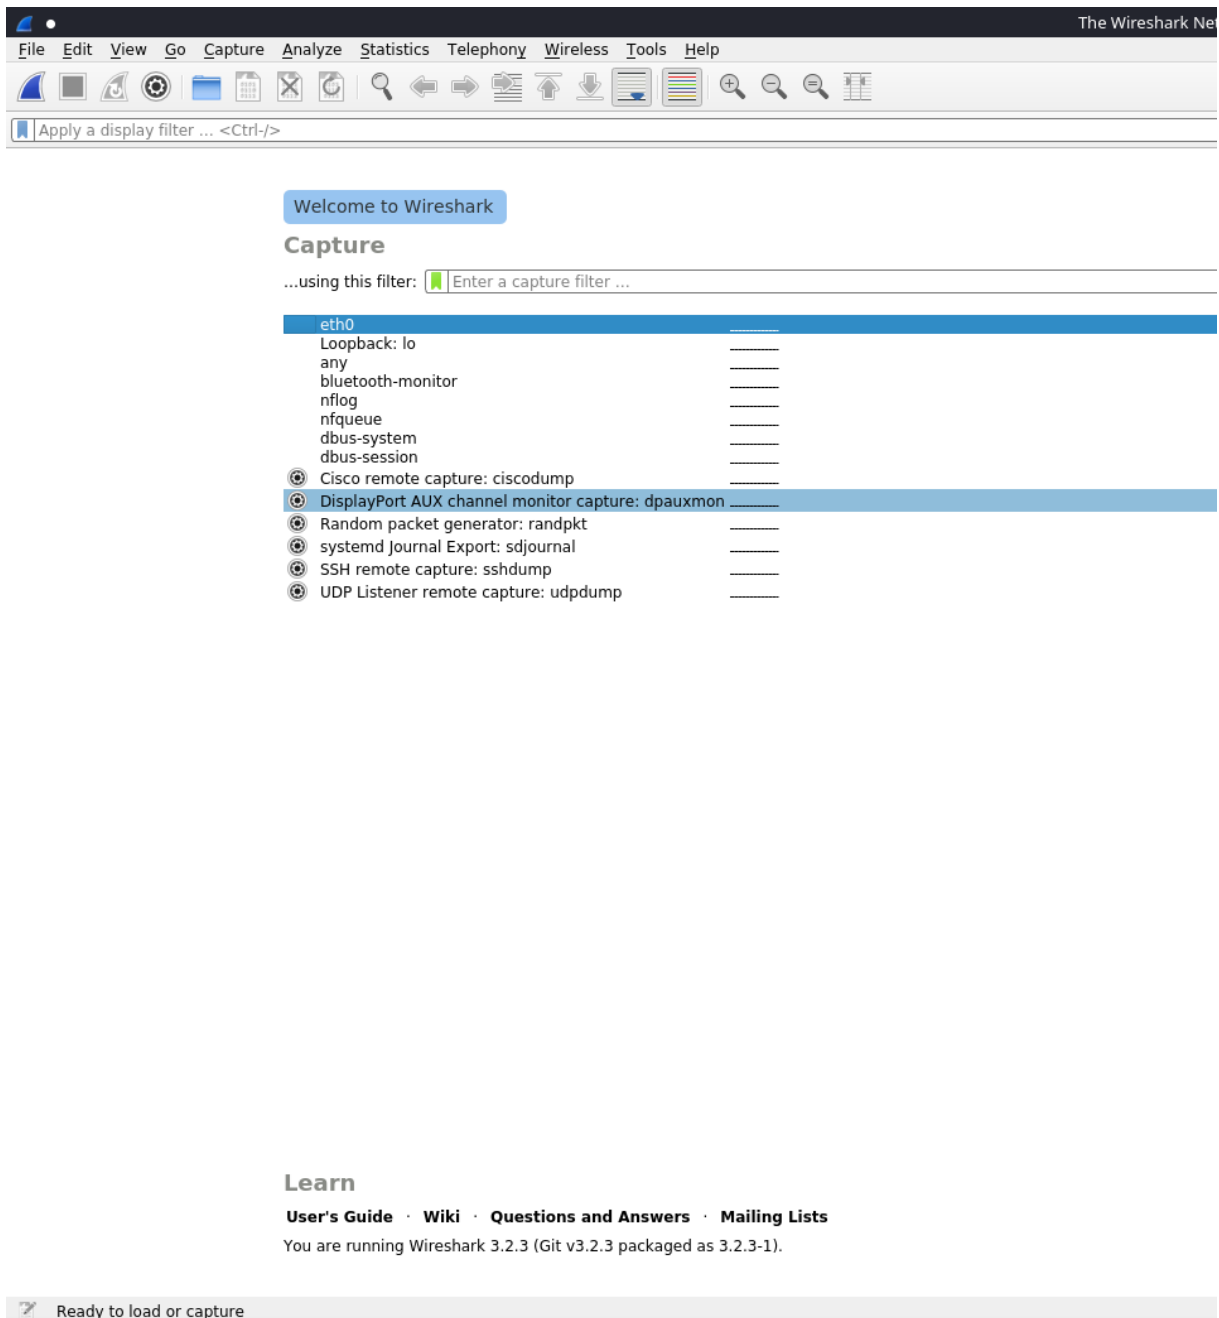 The Wireshark Net
File Edit View Go Capture Analyze Statistics Telephony Wireless Tools Help
Apply a display filter ... <Ctrl-/>
Welcome to Wireshark
Capture
...using this filter: Enter a capture filter ...
eth0
Loopback: lo
any
bluetooth-monitor
nflog
nfqueue
dbus-system
dbus-session
Cisco remote capture: ciscodump
DisplayPort AUX channel monitor capture: dpauxmon
Random packet generator: randpkt
systemd Journal Export: sdjournal
SSH remote capture: sshdump
UDP Listener remote capture: udpdump
Learn
User's Guide · Wiki · Questions and Answers · Mailing Lists
You are running Wireshark 3.2.3 (Git v3.2.3 packaged as 3.2.3-1).
Ready to load or capture